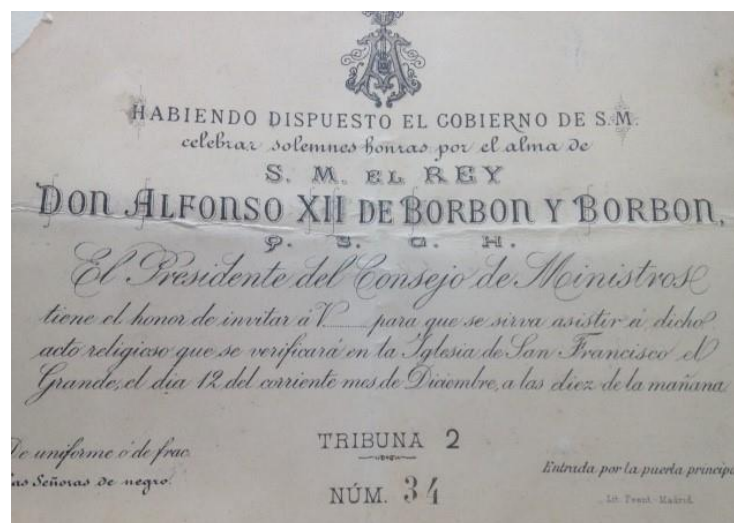 HABIENDO DISPUESTO EL GOBIERNO DE S.M.
celebrar solemnes honras por el alma de
S. M. EL REY
DON ALFONSO XII DE BORBON Y BORBON,
Q. S. G. H.
El Presidente del Consejo de Ministros
tiene el honor de invitar á V. para que se sirva asistir á dicho
acto religioso que se verificará en la Iglesia de San Francisco el
Grande, el dia 12 del corriente mes de Diciembre, a las diez de la mañana.
TRIBUNA 2
De uniforme ó de frac.
Las Señoras de negro.
Entrada por la puerta principa
NÚM. 34
Lit. Madrid.